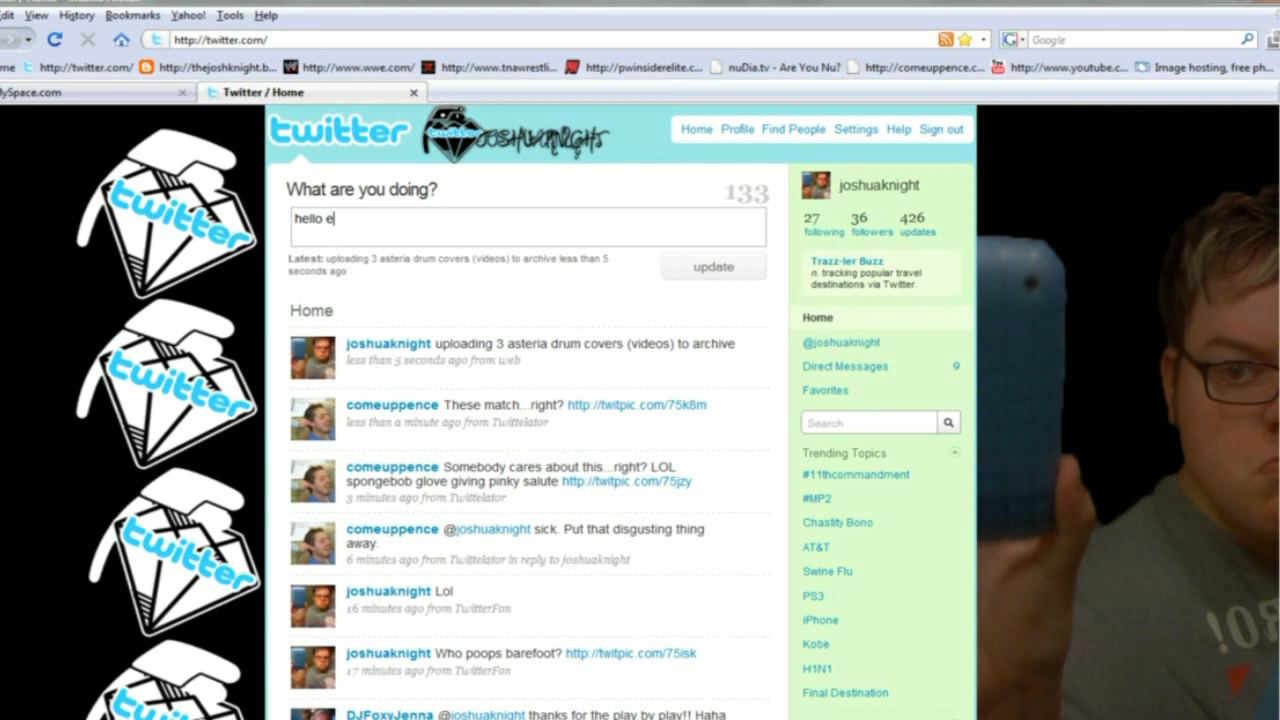 dit View History Bookmarks Yahoo! Tools Help
http://twitter.com/
Google
me http://twitter.com/ http://thejoshknight.b... http://www.wwe.com/ http://www.tnawrestli... http://pwinsiderelite.c... nuDia.tv - Are You Nu? http://comeuppence.c... http://www.youtube.c... Image hosting, free ph...
MySpace.com
Twitter / Home
twitter
twitter JOSHUAKNIGHT
Home Profile Find People Settings Help Sign out
What are you doing?
133
hello e
Latest: uploading 3 asteria drum covers (videos) to archive less than 5
seconds ago
update
Home
joshuaknight uploading 3 asteria drum covers (videos) to archive
less than 5 seconds ago from web
comeuppence These match...right? http://twitpic.com/75k8m
less than a minute ago from Twittelator
comeuppence Somebody cares about this...right? LOL
spongebob glove giving pinky salute http://twitpic.com/75jzy
3 minutes ago from Twittelator
comeuppence @joshuaknight sick. Put that disgusting thing
away.
6 minutes ago from Twittelator in reply to joshuaknight
joshuaknight Lol
16 minutes ago from TwitterFon
joshuaknight Who poops barefoot? http://twitpic.com/75isk
17 minutes ago from TwitterFon
DJFoxyJenna @joshuaknight thanks for the play by play!! Haha
joshuaknight
27 36 426
following followers updates
Trazz-ler Buzz
n. tracking popular travel
destinations via Twitter.
Home
@joshuaknight
Direct Messages 9
Favorites
Search
Trending Topics
#11thcommandment
#MP2
Chastity Bono
AT&T
Swine Flu
PS3
iPhone
Kobe
H1N1
Final Destination
twitter
twitter
twitter
twitter